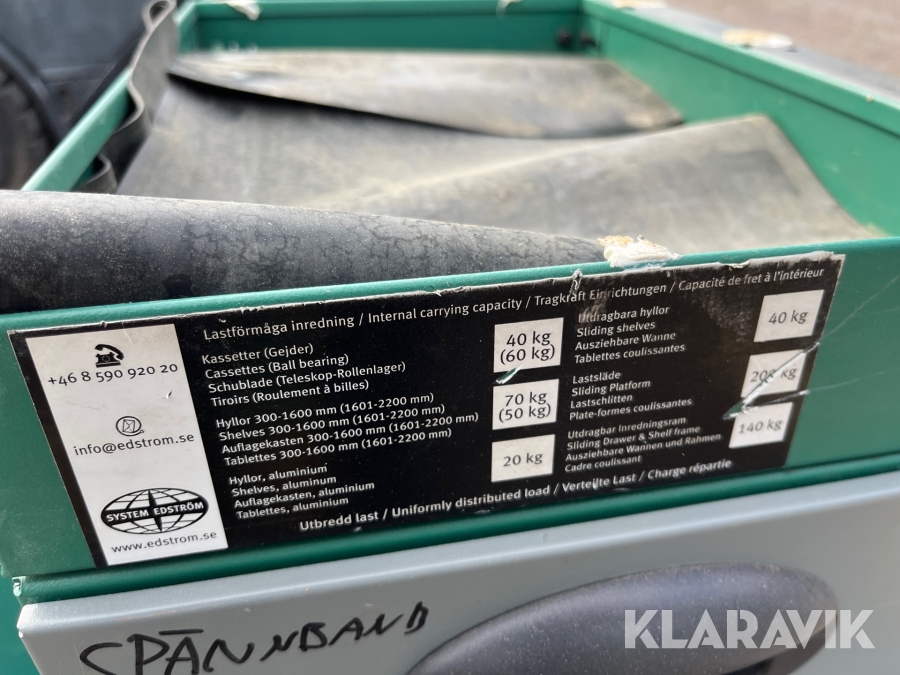 Lastförmåga inredning / Internal carrying capacity / Tragkraft Einrichtungen / Capacité de fret à l'intérieur
+46 8 590 920 20
info@edstrom.se
SYSTEM EDSTRÖM
www.edstrom.se
Kassetter (Gejder)
Cassettes (Ball bearing)
Schublade (Teleskop-Rollenlager)
Tiroirs (Roulement à billes)
40 kg
(60 kg)
Hyllor 300-1600 mm (1601-2200 mm)
Shelves 300-1600 mm (1601-2200 mm)
Auflagekasten 300-1600 mm (1601-2200 mm)
Tablettes 300-1600 mm (1601-2200 mm)
70 kg
(50 kg)
Hyllor, aluminium
Shelves, aluminum
Auflagekasten, aluminium
Tablettes, aluminium
20 kg
Utdragbara hyllor
Sliding shelves
Ausziehbare Wanne
Tablettes coulissantes
40 kg
Lastsläde
Sliding Platform
Lastschlitten
Plate-formes coulissantes
200 kg
Utdragbar Inredningsram
Sliding Drawer & Shelf frame
Ausziehbare Wannen und Rahmen
Cadre coulissant
140 kg
Utbredd last / Uniformly distributed load / Verteilte Last / Charge répartie
SPÄNNBAND
KLARAVIK